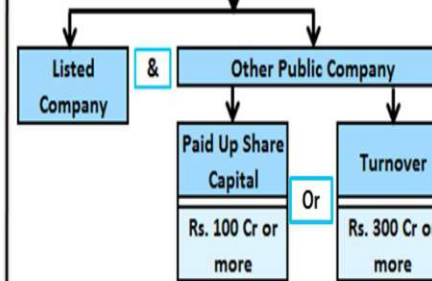 Listed
Company
&
Other Public Company
Paid Up Share
Capital
Or
Turnover
Rs. 100 Cr or
more
Rs. 300 Cr o
more